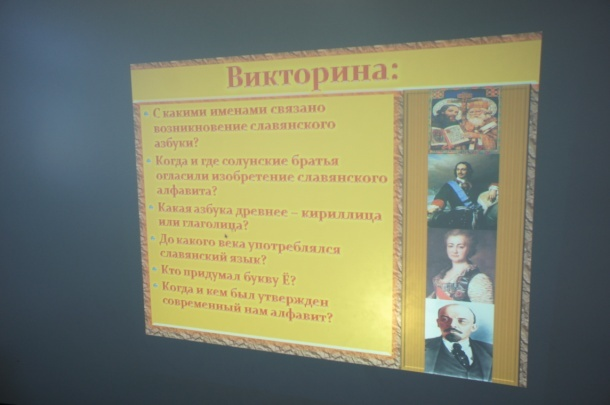 Викторина:
С какими именами связано
возникновение славянского
азбуки?
Когда и где солунские братья
огласили изобретение славянского
алфавита?
Какая азбука древнее – кириллица
или глаголица?
До какого века употреблялся
славянский язык?
Кто придумал букву Ё?
Когда и кем был утвержден
современный нам алфавит?